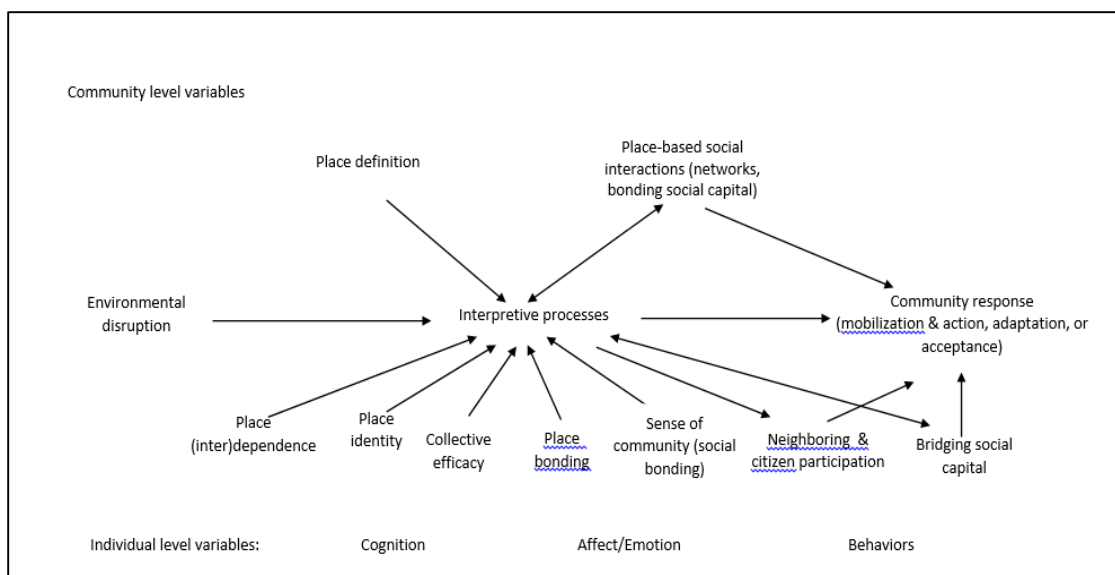 Community level variables
Place definition
Place-based social
interactions (networks,
bonding social capital)
Environmental
disruption
Interpretive processes
Community response
(mobilization & action, adaptation, or
acceptance)
Place
(inter)dependence
Place
identity
Collective
efficacy
Place
bonding
Sense of
community (social
bonding)
Neighboring & 
citizen participation
Bridging social
capital
Individual level variables:
Cognition
Affect/Emotion
Behaviors